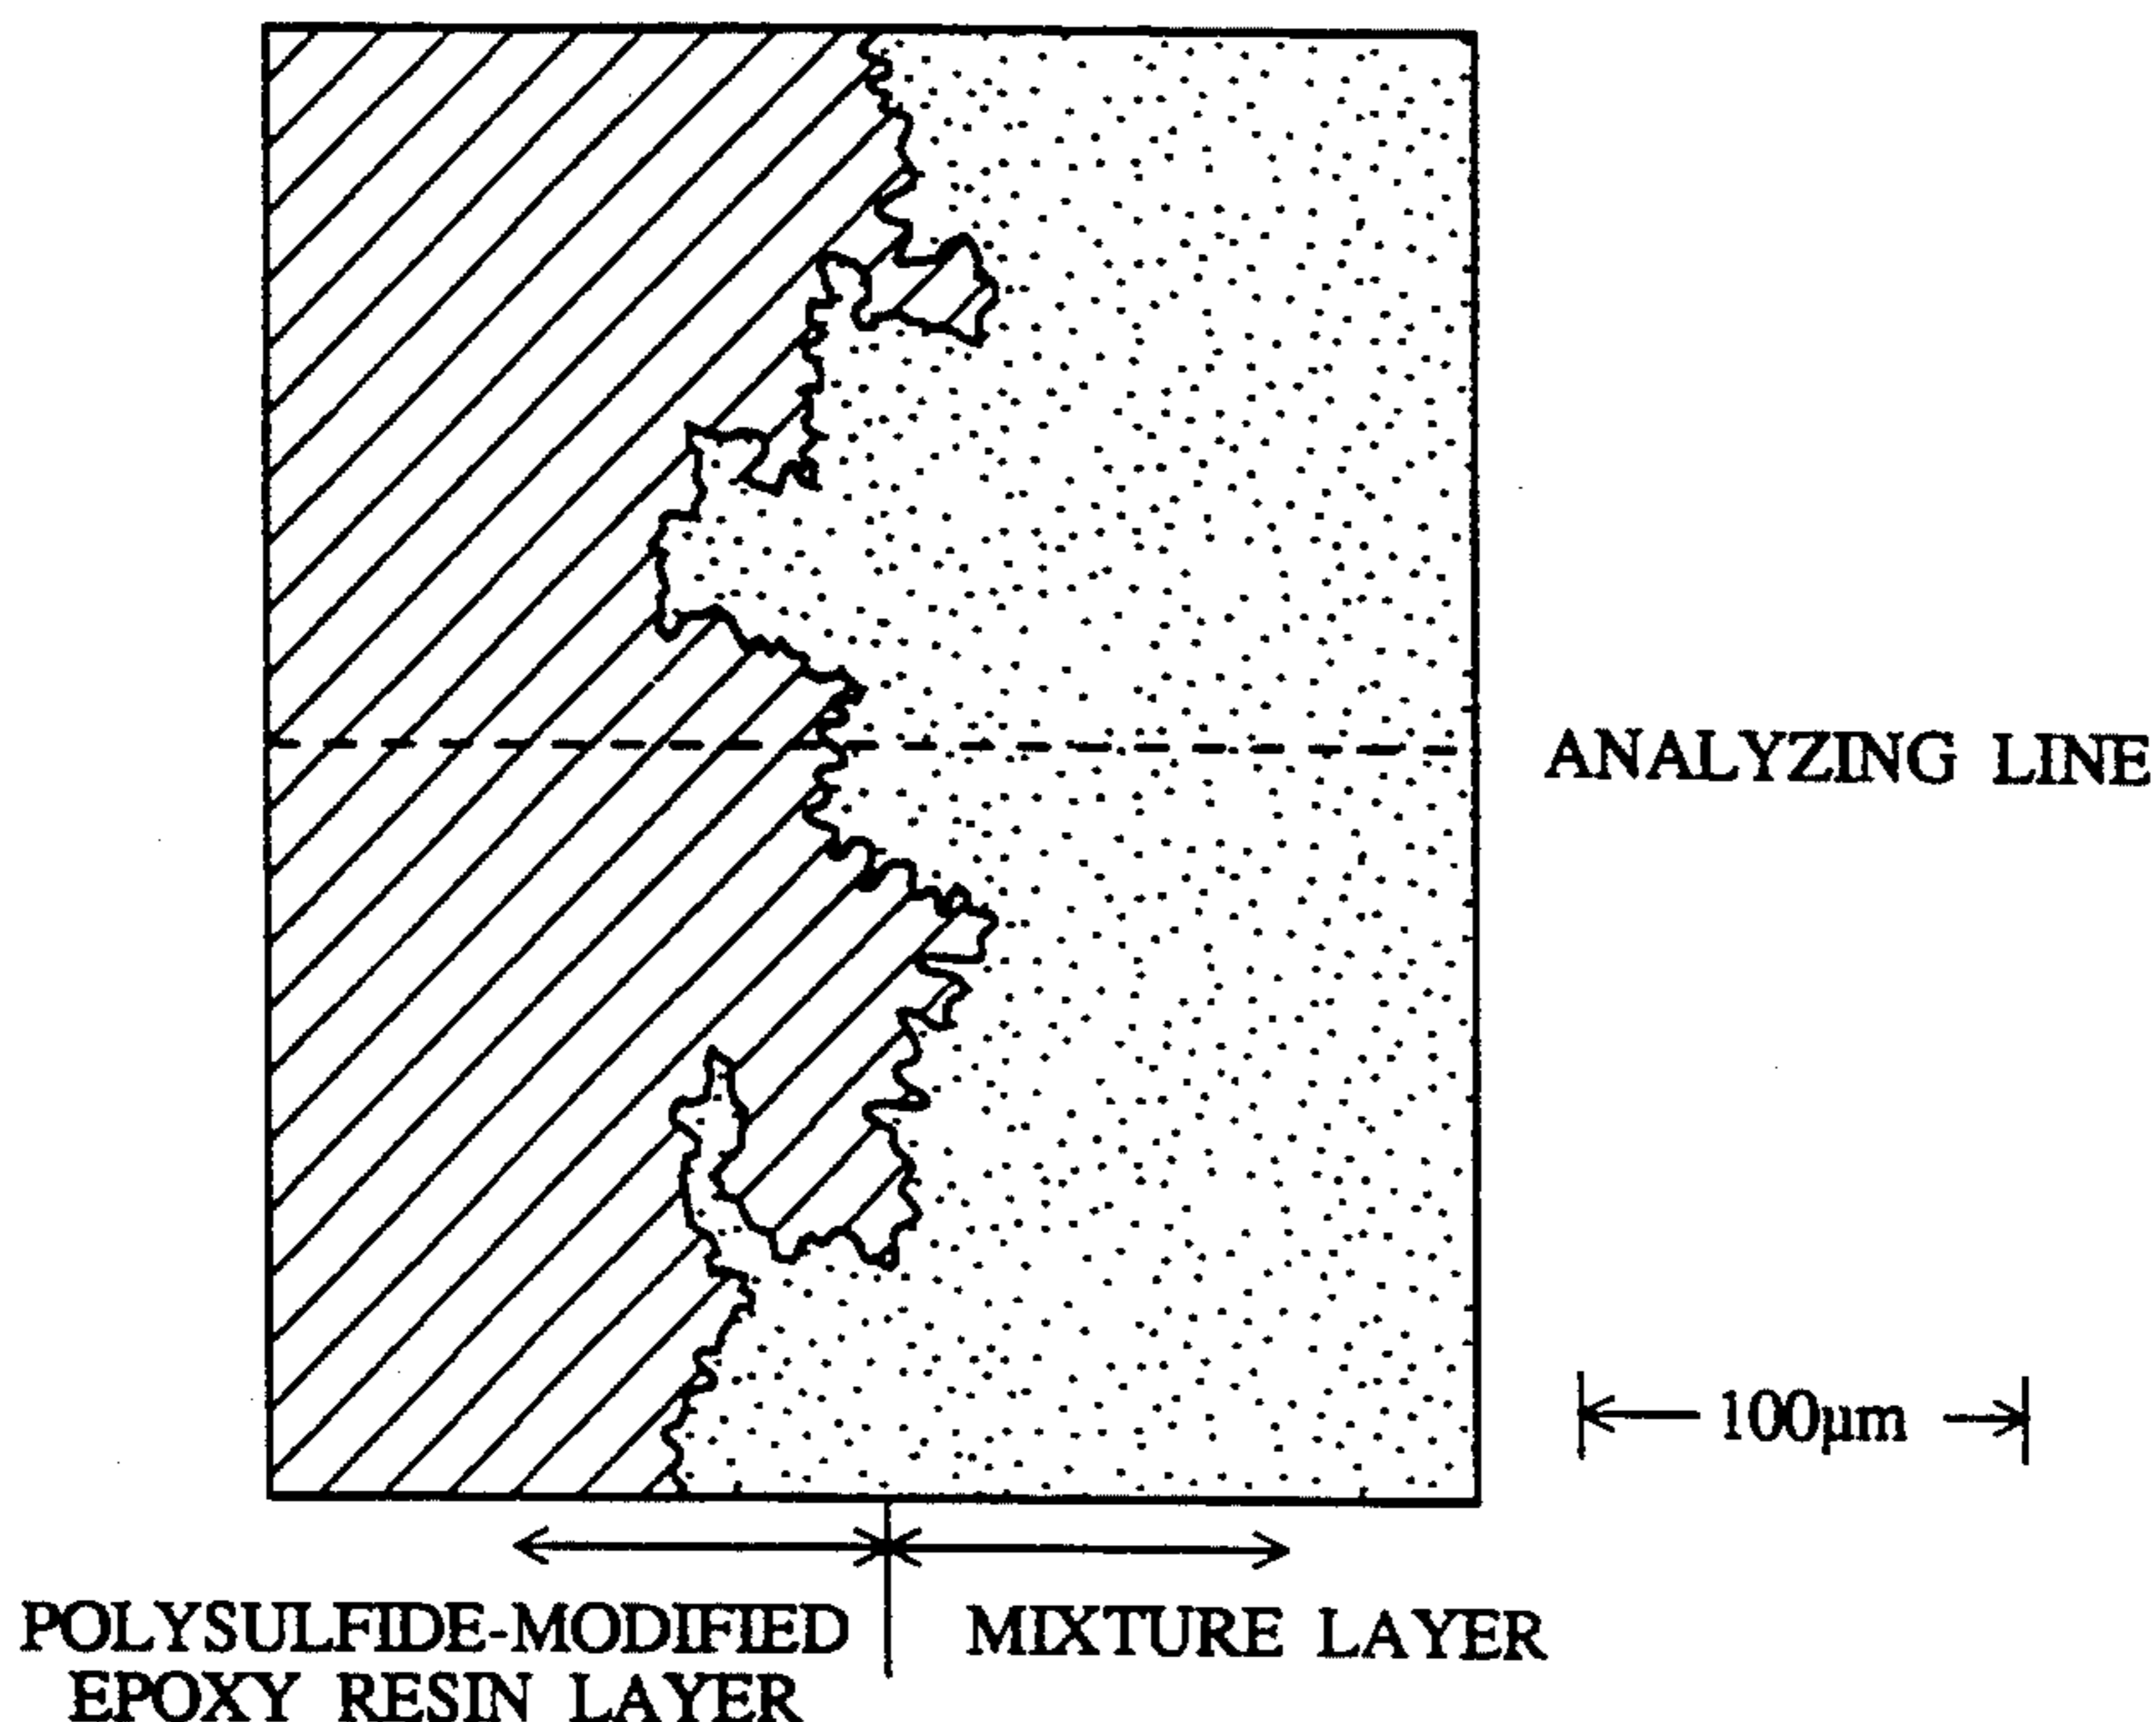 ANALYZING LINE
100μm
POLYSULFIDE-MODIFIED
EPOXY RESIN LAYER
MIXTURE LAYER